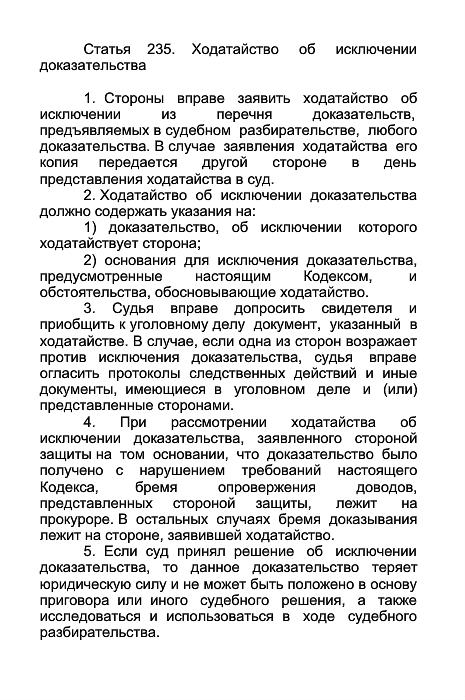 Статья 235. Ходатайство об исключении
доказательства
1. Стороны вправе заявить ходатайство об
исключении из перечня доказательств,
предъявляемых в судебном разбирательстве, любого
доказательства. В случае заявления ходатайства его
копия передается другой стороне в день
представления ходатайства в суд.
2. Ходатайство об исключении доказательства
должно содержать указания на:
1) доказательство, об исключении которого
ходатайствует сторона;
2) основания для исключения доказательства,
предусмотренные настоящим Кодексом, и
обстоятельства, обосновывающие ходатайство.
3. Судья вправе допросить свидетеля и
приобщить к уголовному делу документ, указанный в
ходатайстве. В случае, если одна из сторон возражает
против исключения доказательства, судья вправе
огласить протоколы следственных действий и иные
документы, имеющиеся в уголовном деле и (или)
представленные сторонами.
4. При рассмотрении ходатайства об
исключении доказательства, заявленного стороной
защиты на том основании, что доказательство было
получено с нарушением требований настоящего
Кодекса, бремя опровержения доводов,
представленных стороной защиты, лежит на
прокуроре. В остальных случаях бремя доказывания
лежит на стороне, заявившей ходатайство.
5. Если суд принял решение об исключении
доказательства, то данное доказательство теряет
юридическую силу и не может быть положено в основу
приговора или иного судебного решения, а также
исследоваться и использоваться в ходе судебного
разбирательства.